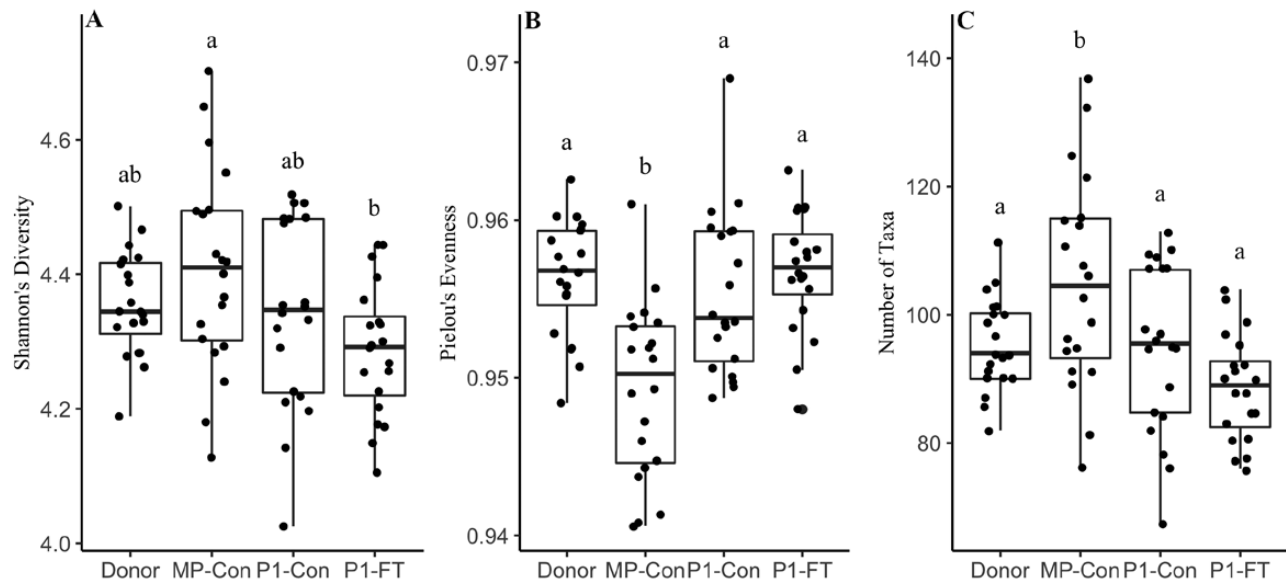 A
Shannon's Diversity
4.6
4.4
4.2
4.0
ab
a
ab
b
Donor MP-Con P1-Con P1-FT
B
Pielou's Evenness
0.97
0.96
0.95
0.94
a
b
a
a
Donor MP-Con P1-Con P1-FT
C
Number of Taxa
140
120
100
80
a
b
a
a
Donor MP-Con P1-Con P1-FT